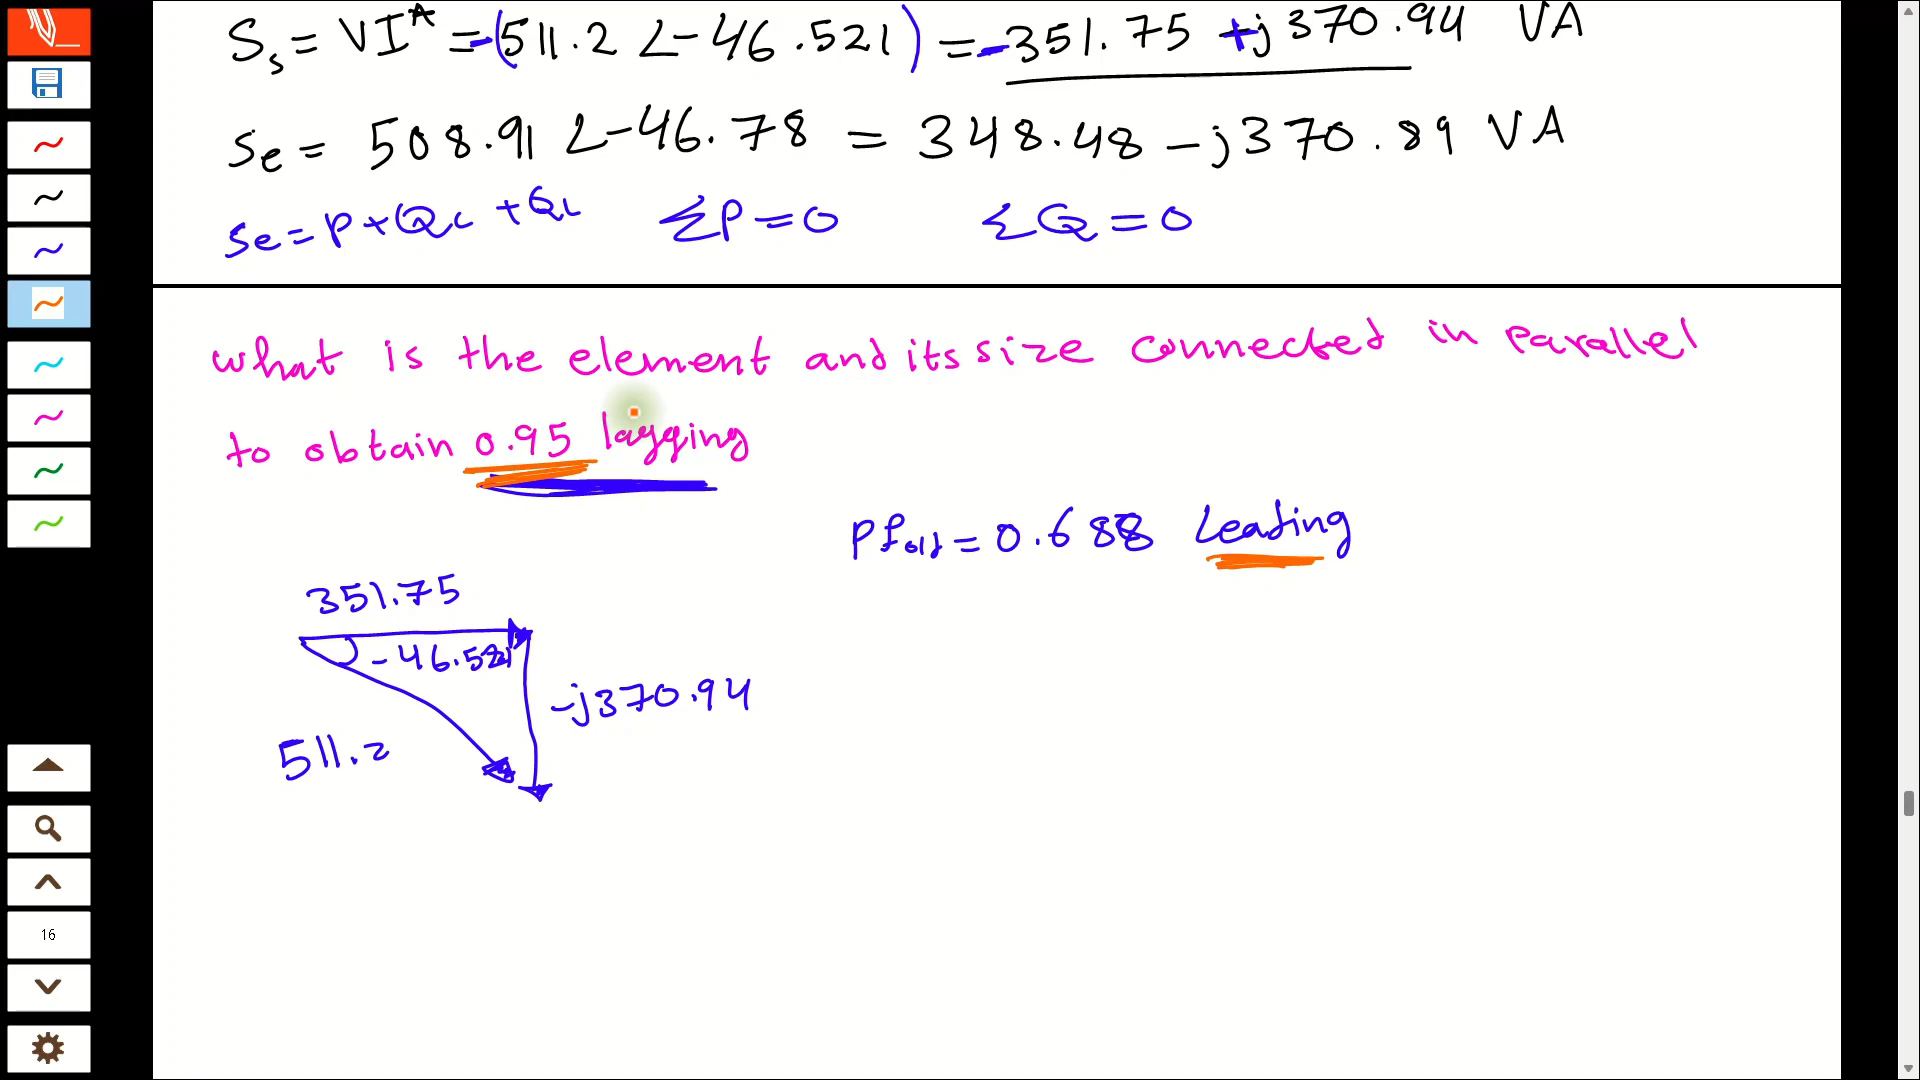 Ss = VI* = -(511.2 ∠-46.521) = -351.75 + j370.94 VA
Se = 508.91 ∠-46.78 = 348.48 - j370.89 VA
Se = P + QC + QL ΣP = 0 ΣQ = 0
what is the element and its size connected in parallel
to obtain 0.95 lagging
Pf old = 0.688 Leading
351.75
-46.521
-j370.94
511.2
16